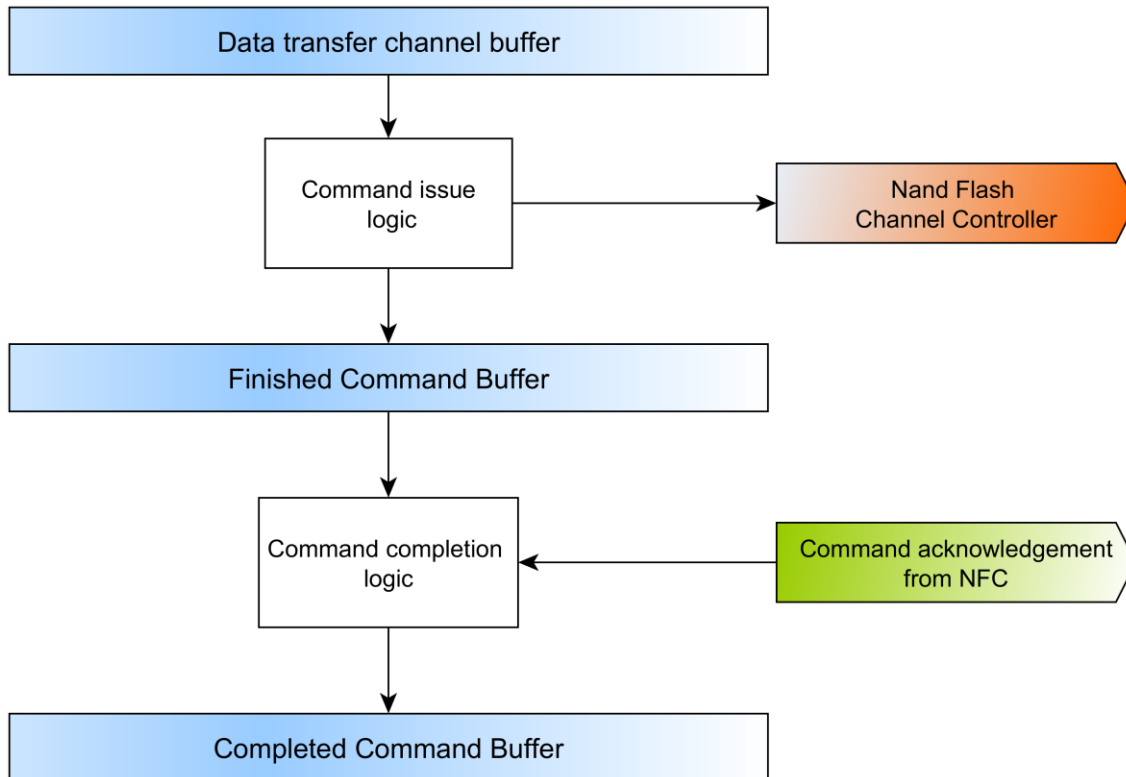 Data transfer channel buffer
Command issue
logic
Nand Flash
Channel Controller
Finished Command Buffer
Command completion
logic
Command acknowledgement
from NFC
Completed Command Buffer